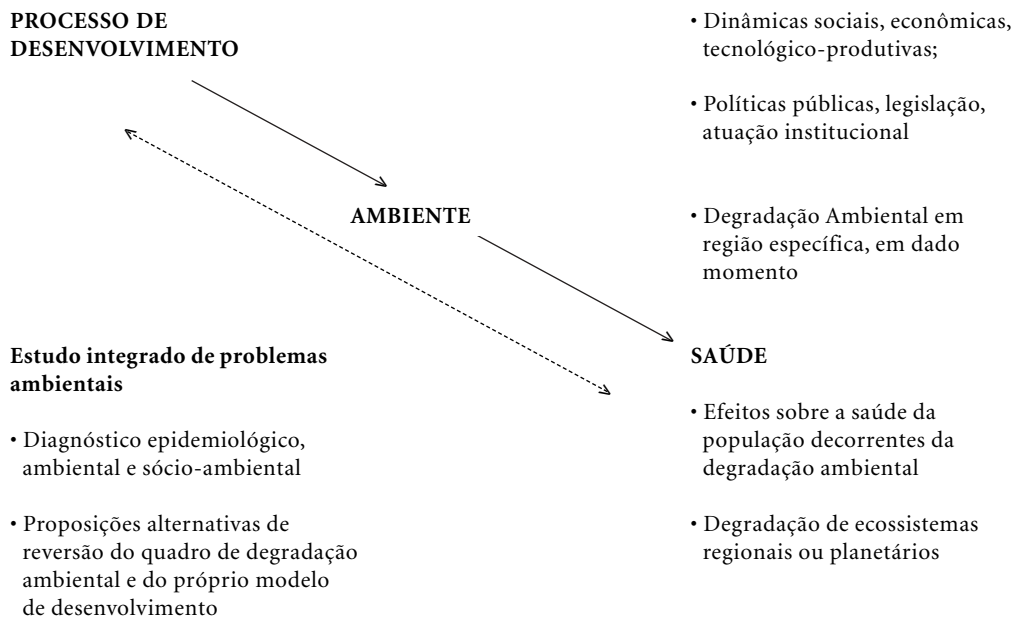 PROCESSO DE
DESENVOLVIMENTO
• Dinâmicas sociais, econômicas,
tecnológico-produtivas;
• Políticas públicas, legislação,
atuação institucional
AMBIENTE
• Degradação Ambiental em
região específica, em dado
momento
Estudo integrado de problemas
ambientais
• Diagnóstico epidemiológico,
ambiental e sócio-ambiental
• Proposições alternativas de
reversão do quadro de degradação
ambiental e do próprio modelo
de desenvolvimento
SAÚDE
• Efeitos sobre a saúde da
população decorrentes da
degradação ambiental
• Degradação de ecossistemas
regionais ou planetários